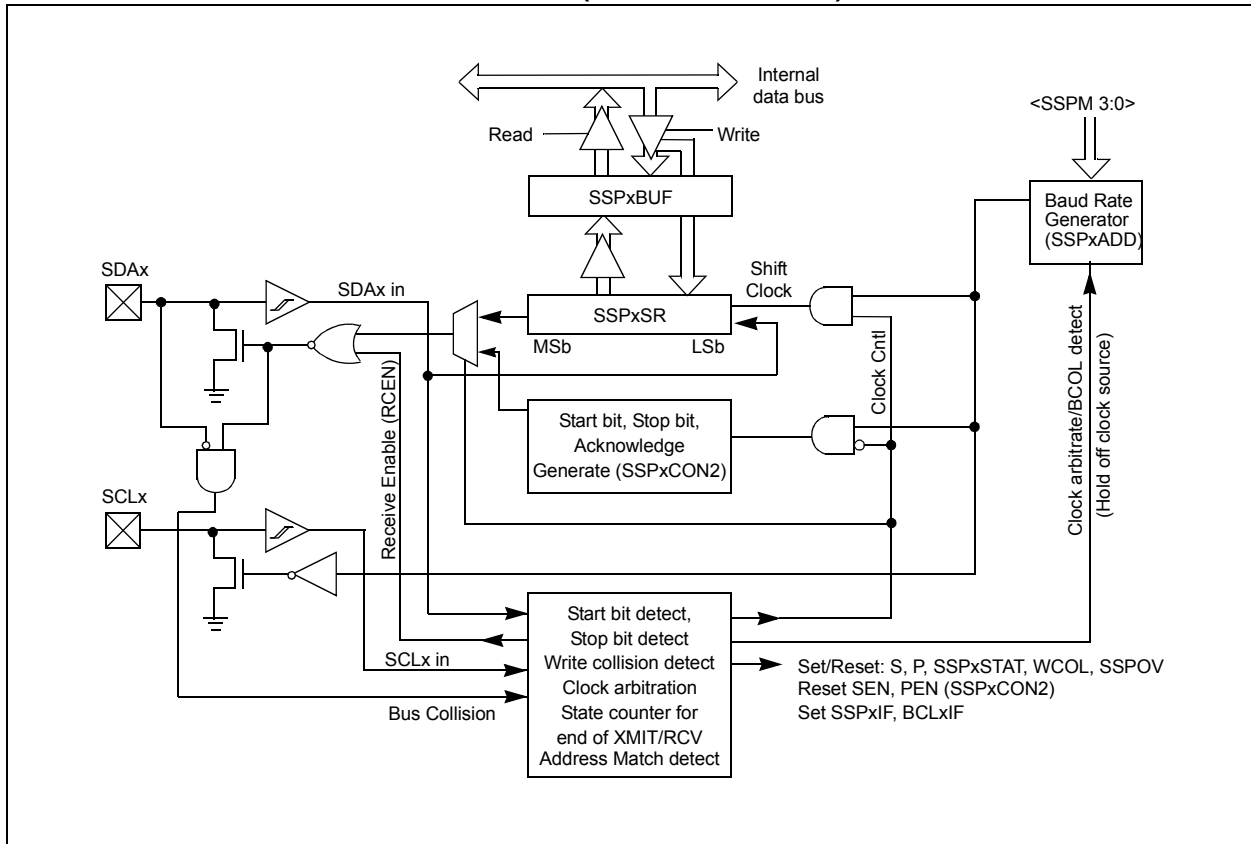 Internal
data bus
<SSPM 3:0>
Read
Write
SSPxBUF
Baud Rate
Generator
(SSPxADD)
SDAx
SDAx in
Shift
Clock
SSPxSR
MSb
LSb
Receive Enable (RCEN)
Clock Cntl
Clock arbitrate/BCOL detect
(Hold off clock source)
Start bit, Stop bit,
Acknowledge
Generate (SSPxCON2)
SCLx
SCLx in
Bus Collision
Start bit detect,
Stop bit detect
Write collision detect
Clock arbitration
State counter for
end of XMIT/RCV
Address Match detect
Set/Reset: S, P, SSPxSTAT, WCOL, SSPOV
Reset SEN, PEN (SSPxCON2)
Set SSPxIF, BCLxIF